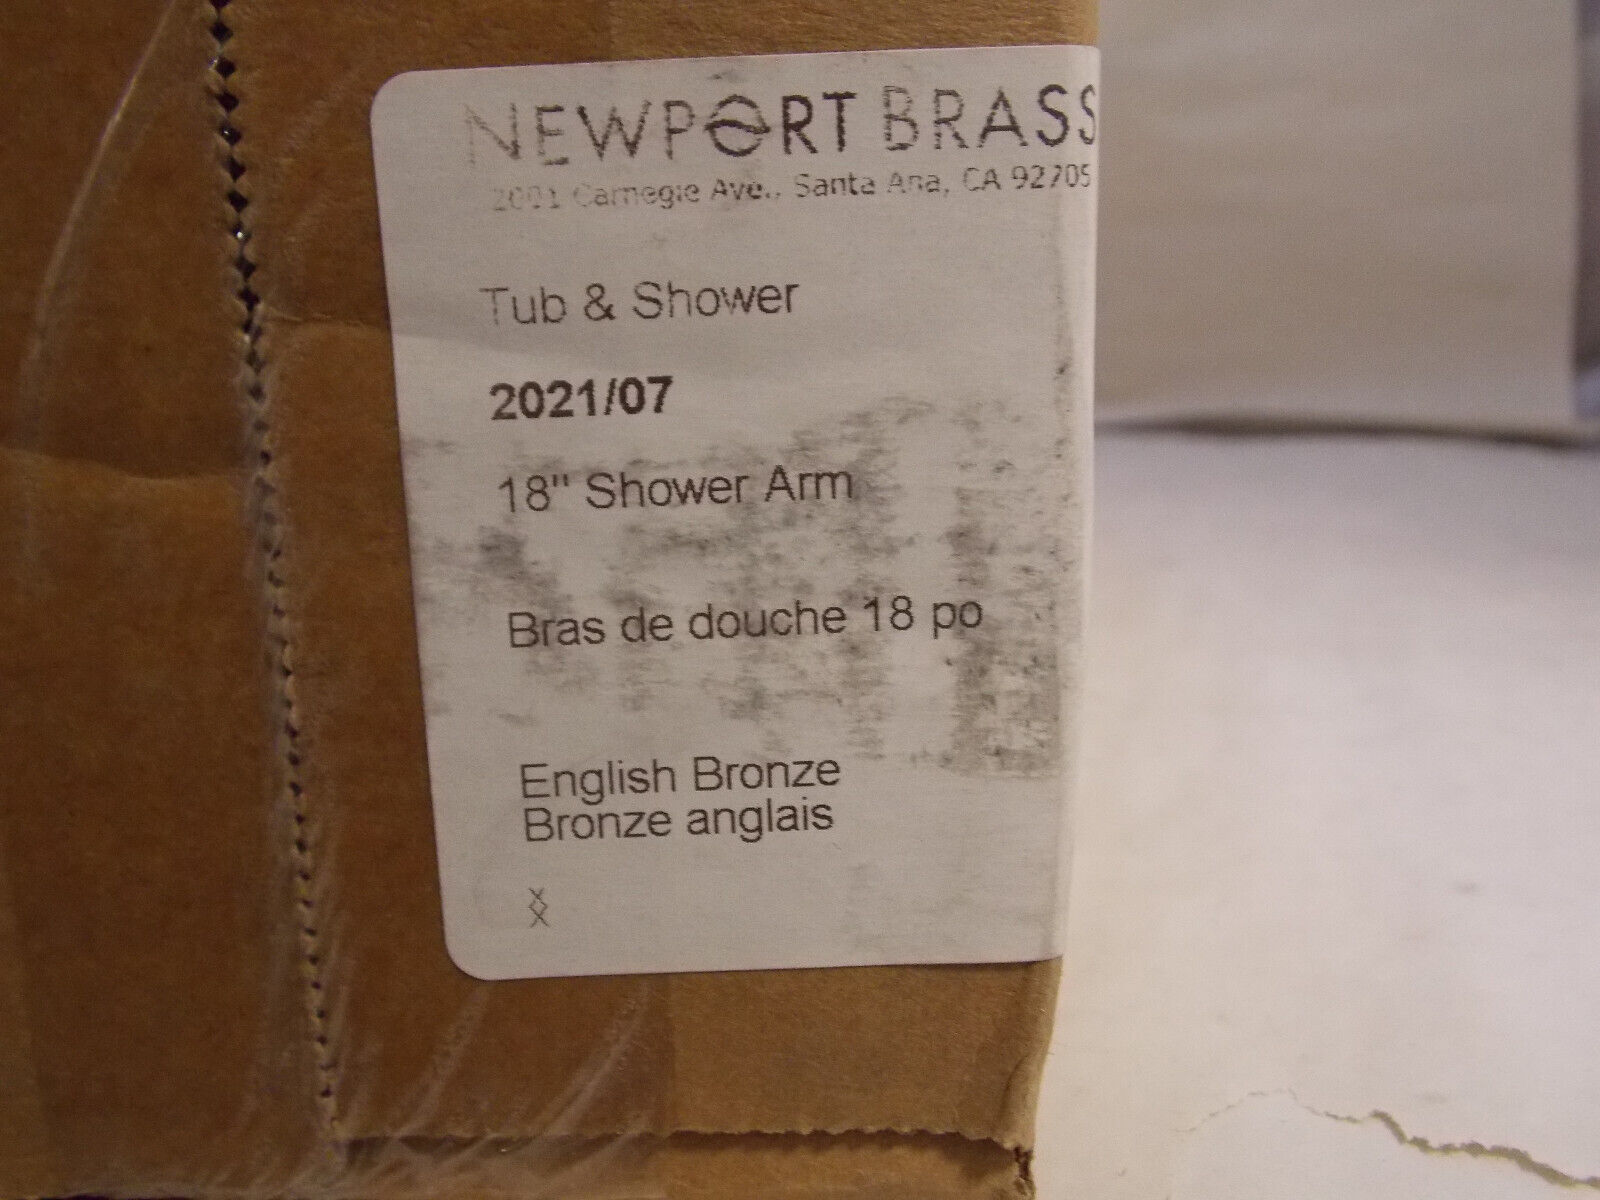 NEWPORT BRASS
2001 Carnegie Ave., Santa Ana, CA 92705
Tub & Shower
2021/07
18" Shower Arm
Bras de douche 18 po
English Bronze
Bronze anglais